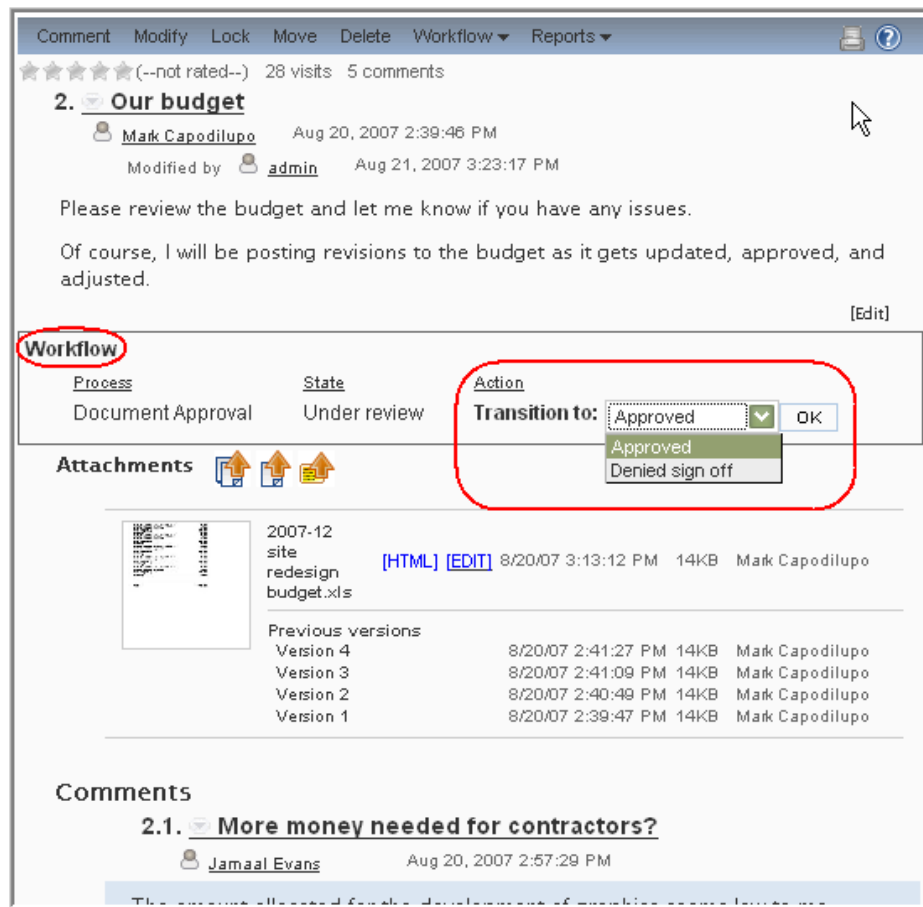 Comment Modify Lock Move Delete Workflow Reports
(--not rated--) 28 visits 5 comments
2. Our budget
Mark Capodilupo Aug 20, 2007 2:39:46 PM
Modified by admin Aug 21, 2007 3:23:17 PM
Please review the budget and let me know if you have any issues.
Of course, I will be posting revisions to the budget as it gets updated, approved, and
adjusted.
[Edit]
Workflow
Process State Action
Document Approval Under review Transition to: Approved OK
Approved
Denied sign off
Attachments
2007-12
site
redesign
budget.xls
[HTML] [EDIT] 8/20/07 3:13:12 PM 14KB Mark Capodilupo
Previous versions
Version 4 8/20/07 2:41:27 PM 14KB Mark Capodilupo
Version 3 8/20/07 2:41:09 PM 14KB Mark Capodilupo
Version 2 8/20/07 2:40:49 PM 14KB Mark Capodilupo
Version 1 8/20/07 2:39:47 PM 14KB Mark Capodilupo
Comments
2.1. More money needed for contractors?
Jamaal Evans Aug 20, 2007 2:57:29 PM